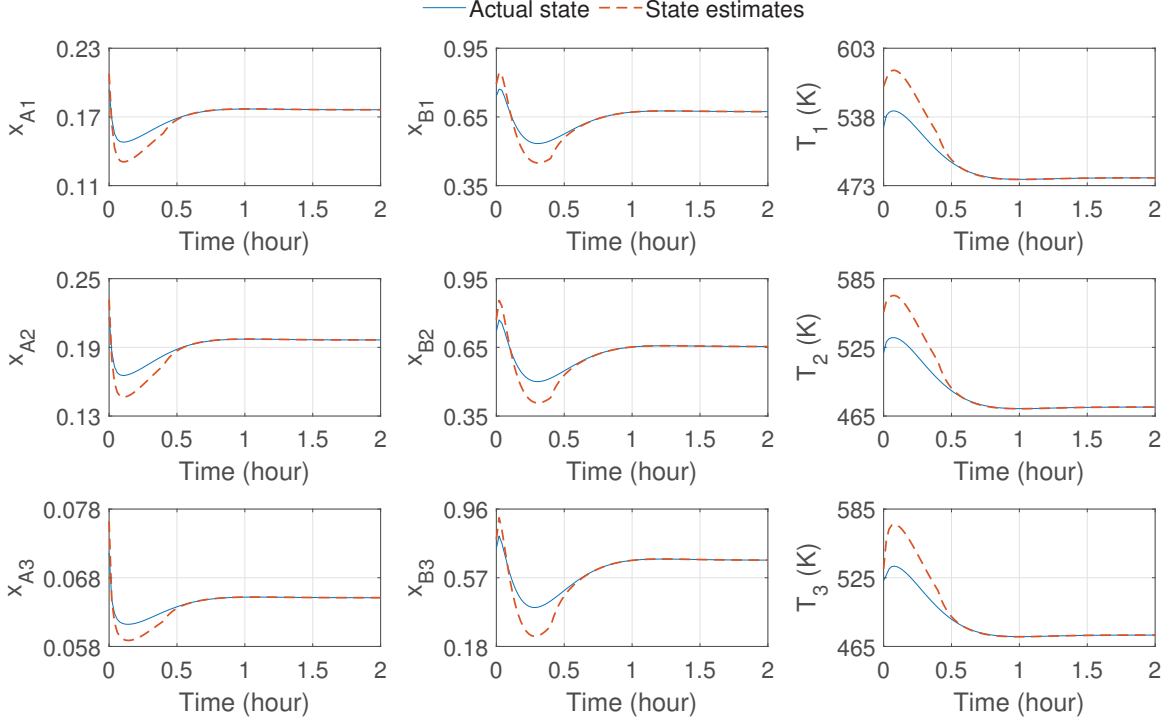 Actual state State estimates
0.23
0.17
0.11
x_A1
0 0.5 1 1.5 2
Time (hour)
0.95
0.65
0.35
x_B1
0 0.5 1 1.5 2
Time (hour)
603
538
473
T_1 (K)
0 0.5 1 1.5 2
Time (hour)
0.25
0.19
0.13
x_A2
0 0.5 1 1.5 2
Time (hour)
0.95
0.65
0.35
x_B2
0 0.5 1 1.5 2
Time (hour)
585
525
465
T_2 (K)
0 0.5 1 1.5 2
Time (hour)
0.078
0.068
0.058
x_A3
0 0.5 1 1.5 2
Time (hour)
0.96
0.57
0.18
x_B3
0 0.5 1 1.5 2
Time (hour)
585
525
465
T_3 (K)
0 0.5 1 1.5 2
Time (hour)